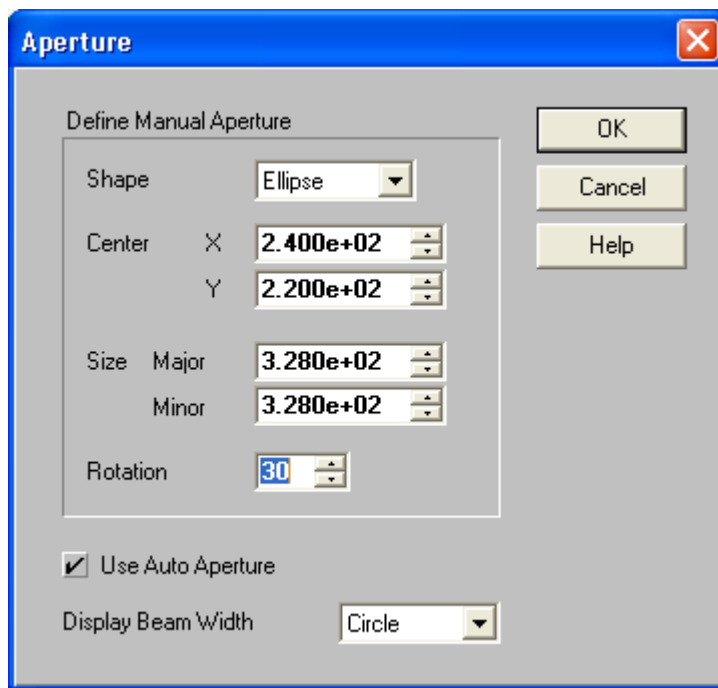 Aperture
Define Manual Aperture
OK
Shape Ellipse
Cancel
Center X 2.400e+02
Help
Y 2.200e+02
Size Major 3.280e+02
Minor 3.280e+02
Rotation 30
Use Auto Aperture
Display Beam Width Circle